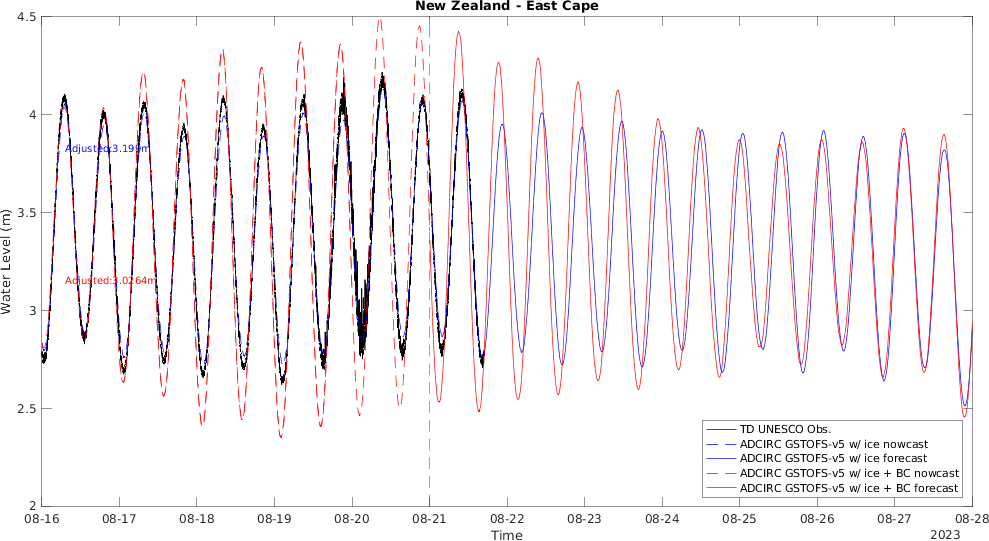 New Zealand - East Cape
4.5
4
3.5
3
2.5
2
Water Level (m)
Adjusted:3.199m
Adjusted:3.0264m
TD UNESCO Obs.
ADCIRC GSTOFS-v5 w/ ice nowcast
ADCIRC GSTOFS-v5 w/ ice forecast
ADCIRC GSTOFS-v5 w/ ice + BC nowcast
ADCIRC GSTOFS-v5 w/ ice + BC forecast
08-16 08-17 08-18 08-19 08-20 08-21 08-22 08-23 08-24 08-25 08-26 08-27 08-28
Time
2023